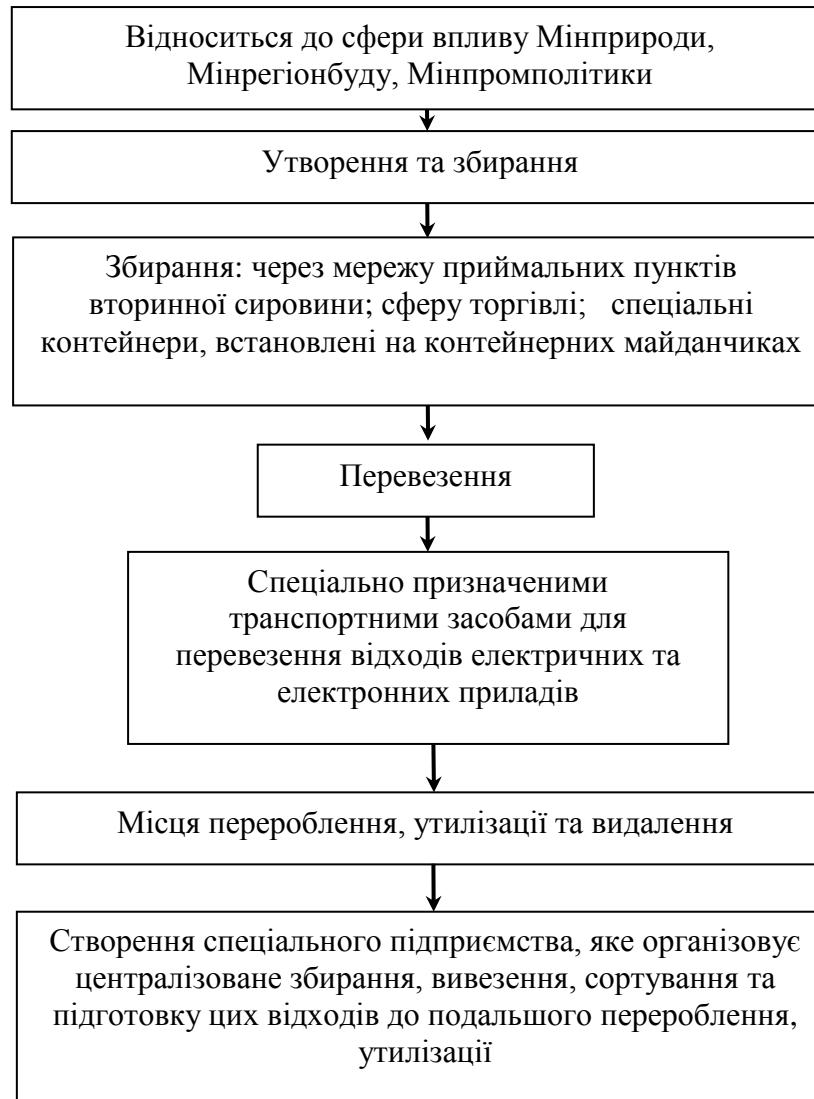 Відноситься до сфери впливу Мінприроди,
Мінрегіонбуду, Мінпромполітики
Утворення та збирання
Збирання: через мережу приймальних пунктів
вторинної сировини; сферу торгівлі;   спеціальні
контейнери, встановлені на контейнерних майданчиках
Перевезення
Спеціально призначеними
транспортними засобами для
перевезення відходів електричних та
електронних приладів
Місця перероблення, утилізації та видалення
Створення спеціального підприємства, яке організовує
централізоване збирання, вивезення, сортування та
підготовку цих відходів до подальшого перероблення,
утилізації